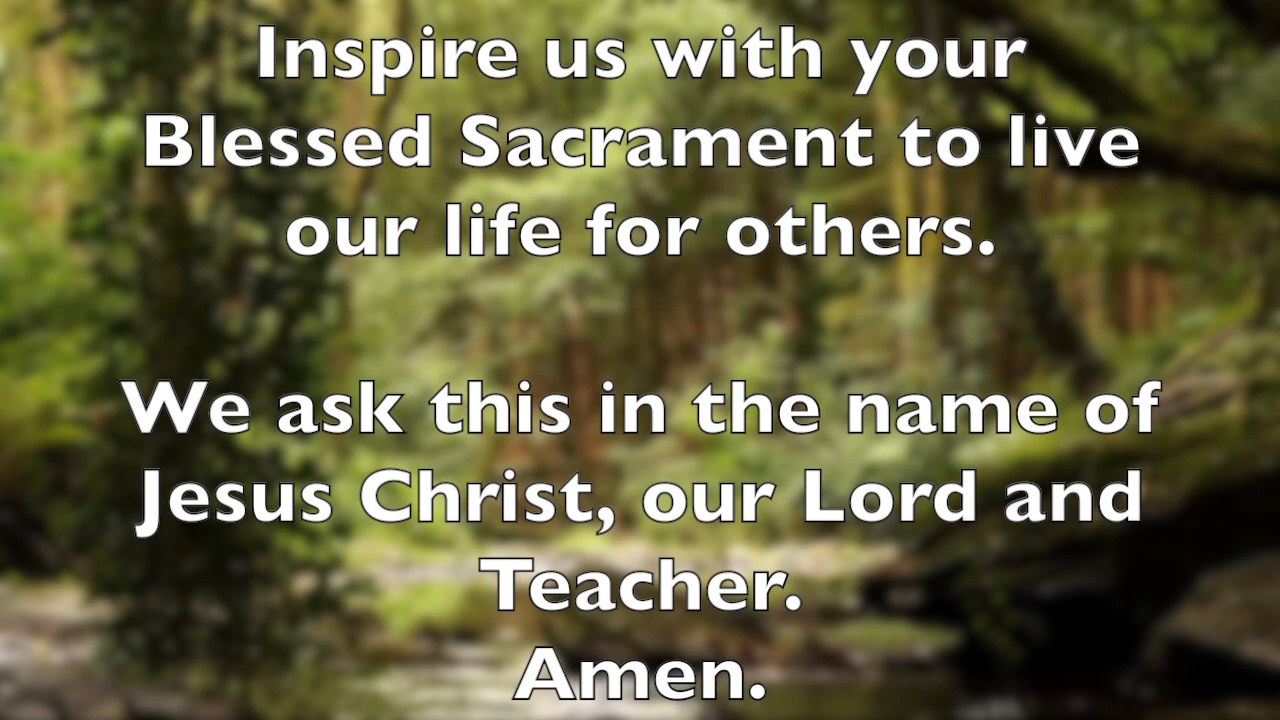 Inspire us with your
Blessed Sacrament to live
our life for others.
We ask this in the name of
Jesus Christ, our Lord and
Teacher.
Amen.